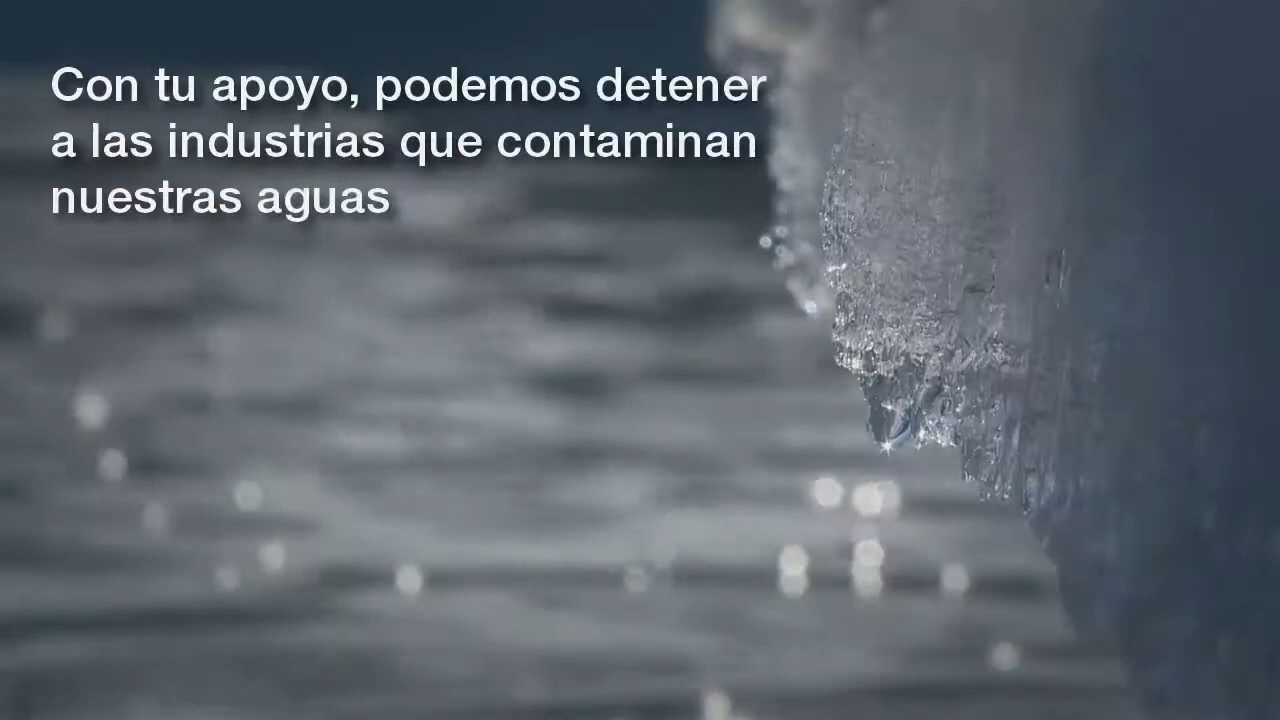 Con tu apoyo, podemos detener
a las industrias que contaminan
nuestras aguas